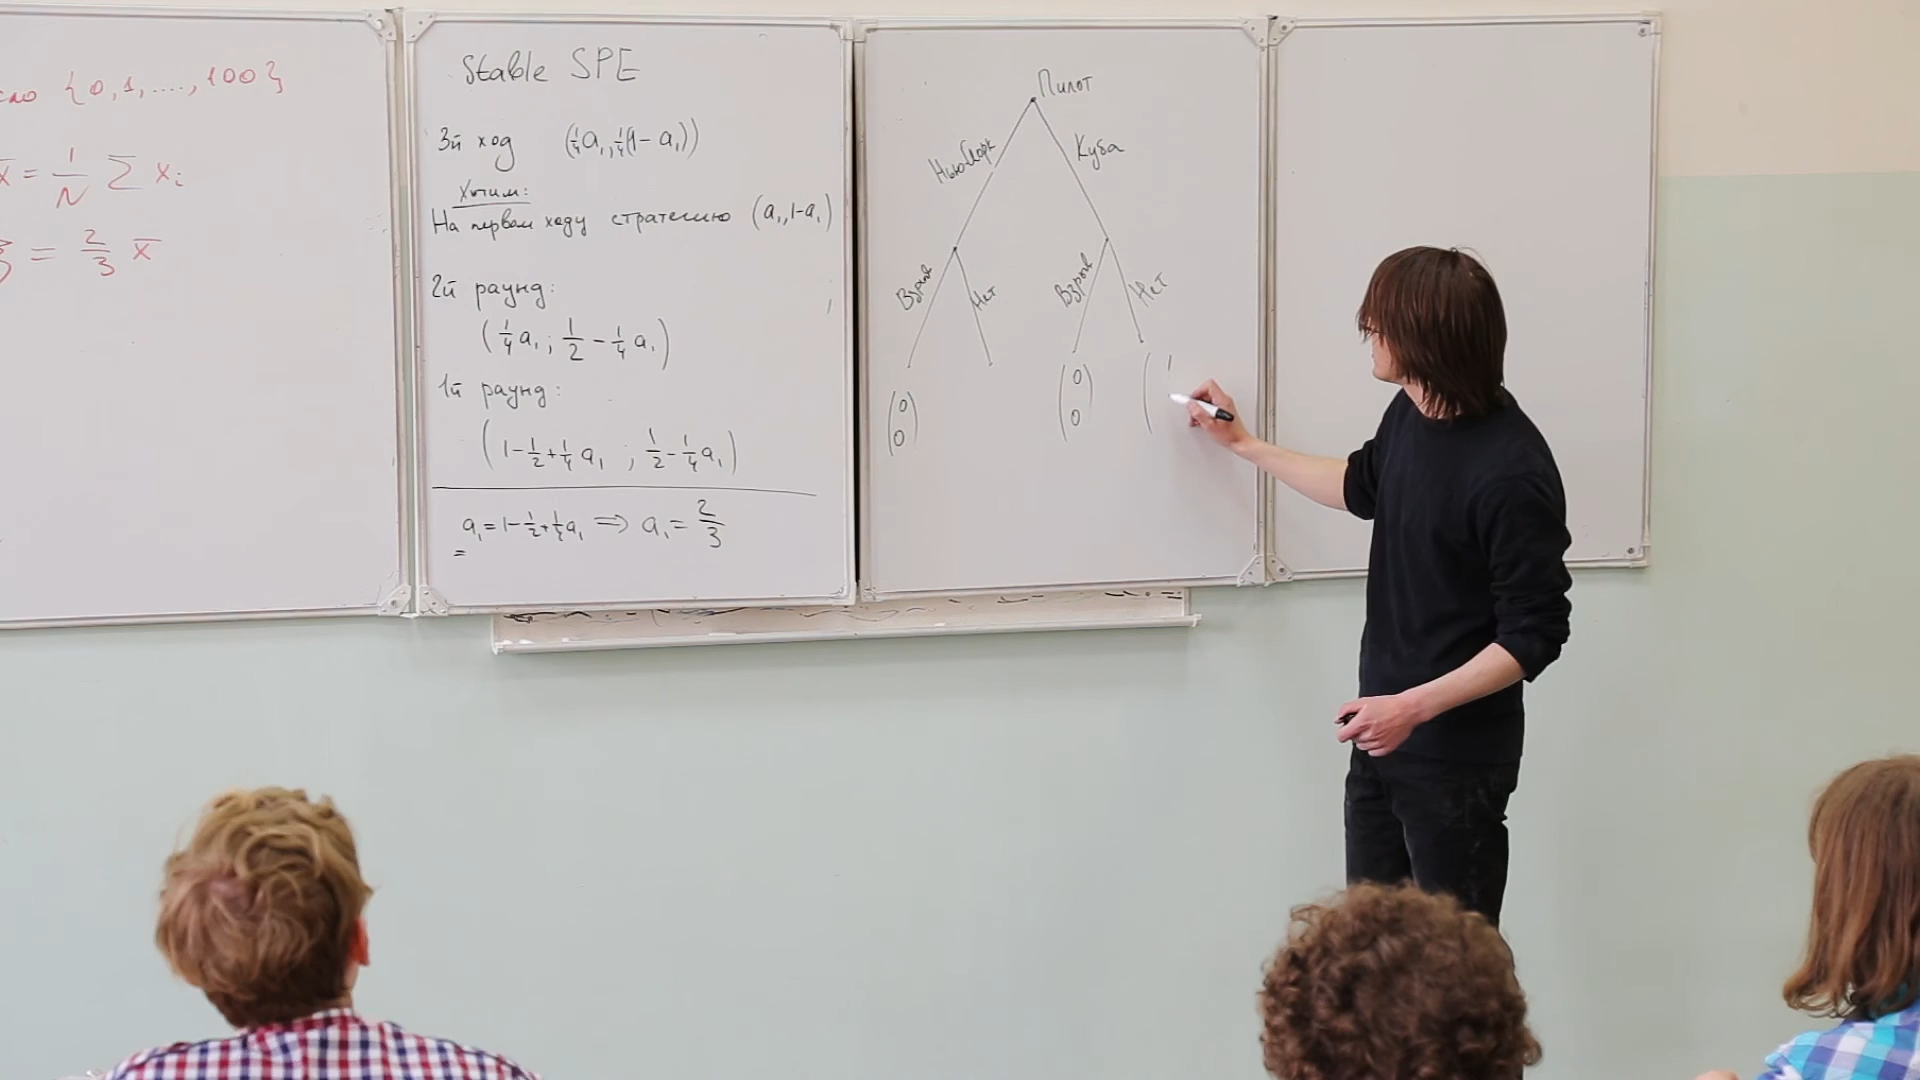 {0,1,....,100}
x̄ = 1/N Σ xᵢ
= 2/3 x̄
Stable SPE
3й ход (¼a₁, ¼(1-a₁))
Хотим:
На первом ходу стратегию (a₁, 1-a₁)
2й раунд:
(¼a₁ ; ½ - ¼a₁)
1й раунд:
(1-½+¼a₁ ; ½-¼a₁)
a₁=1-½+¼a₁ ⇒ a₁= 2/3
=
Пилот
Нью-Йорк Куба
Взрыв Нет Взрыв Нет
(0 0) (0 0) ( 1